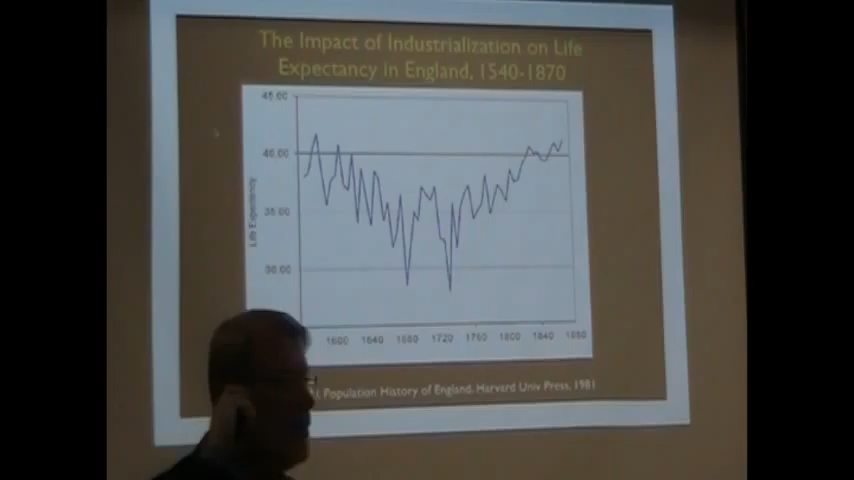 The Impact of Industrialization on Life
Expectancy in England, 1540-1870
45.00
40.00
35.00
30.00
Life Expectancy
1600 1640 1680 1720 1760 1800 1840 1880
Population History of England. Harvard Univ Press, 1981